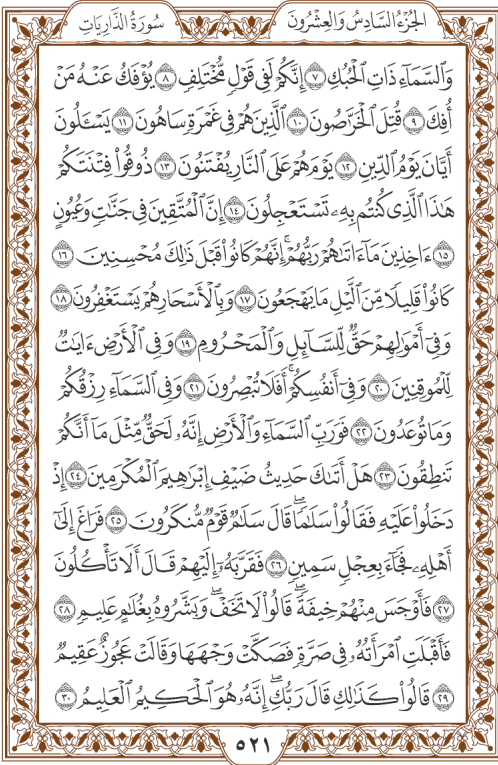 الجُزْءُ السَّادِسُ وَالعِشْرُونَ سُورَةُ الذَّارِيَاتِ
وَٱلسَّمَآءِ ذَاتِ ٱلۡحُبُكِ ٧ إِنَّكُمۡ لَفِي قَوۡلٖ مُّخۡتَلِفٖ ٨ يُؤۡفَكُ عَنۡهُ مَنۡ
أُفِكَ ٩ قُتِلَ ٱلۡخَرَّٰصُونَ ١٠ ٱلَّذِينَ هُمۡ فِي غَمۡرَةٖ سَاهُونَ ١١ يَسۡـَٔلُونَ
أَيَّانَ يَوۡمُ ٱلدِّينِ ١٢ يَوۡمَ هُمۡ عَلَى ٱلنَّارِ يُفۡتَنُونَ ١٣ ذُوقُواْ فِتۡنَتَكُمۡ
هَٰذَا ٱلَّذِي كُنتُم بِهِۦ تَسۡتَعۡجِلُونَ ١٤ إِنَّ ٱلۡمُتَّقِينَ فِي جَنَّٰتٖ وَعُيُونٍ
١٥ ءَاخِذِينَ مَآ ءَاتَىٰهُمۡ رَبُّهُمۡۚ إِنَّهُمۡ كَانُواْ قَبۡلَ ذَٰلِكَ مُحۡسِنِينَ ١٦
كَانُواْ قَلِيلٗا مِّنَ ٱلَّيۡلِ مَا يَهۡجَعُونَ ١٧ وَبِٱلۡأَسۡحَارِ هُمۡ يَسۡتَغۡفِرُونَ ١٨
وَفِيٓ أَمۡوَٰلِهِمۡ حَقّٞ لِّلسَّآئِلِ وَٱلۡمَحۡرُومِ ١٩ وَفِي ٱلۡأَرۡضِ ءَايَٰتٞ
لِّلۡمُوقِنِينَ ٢٠ وَفِيٓ أَنفُسِكُمۡۚ أَفَلَا تُبۡصِرُونَ ٢١ وَفِي ٱلسَّمَآءِ رِزۡقُكُمۡ
وَمَا تُوعَدُونَ ٢٢ فَوَرَبِّ ٱلسَّمَآءِ وَٱلۡأَرۡضِ إِنَّهُۥ لَحَقّٞ مِّثۡلَ مَآ أَنَّكُمۡ
تَنطِقُونَ ٢٣ هَلۡ أَتَىٰكَ حَدِيثُ ضَيۡفِ إِبۡرَٰهِيمَ ٱلۡمُكۡرَمِينَ ٢٤ إِذۡ
دَخَلُواْ عَلَيۡهِ فَقَالُواْ سَلَٰمٗاۖ قَالَ سَلَٰمٞ قَوۡمٞ مُّنكَرُونَ ٢٥ فَرَاغَ إِلَىٰٓ
أَهۡلِهِۦ فَجَآءَ بِعِجۡلٖ سَمِينٖ ٢٦ فَقَرَّبَهُۥٓ إِلَيۡهِمۡ قَالَ أَلَا تَأۡكُلُونَ
٢٧ فَأَوۡجَسَ مِنۡهُمۡ خِيفَةٗۖ قَالُواْ لَا تَخَفۡۖ وَبَشَّرُوهُ بِغُلَٰمٍ عَلِيمٖ ٢٨
فَأَقۡبَلَتِ ٱمۡرَأَتُهُۥ فِي صَرَّةٖ فَصَكَّتۡ وَجۡهَهَا وَقَالَتۡ عَجُوزٌ عَقِيمٞ
٢٩ قَالُواْ كَذَٰلِكِ قَالَ رَبُّكِۖ إِنَّهُۥ هُوَ ٱلۡحَكِيمُ ٱلۡعَلِيمُ ٣٠
٥٢١